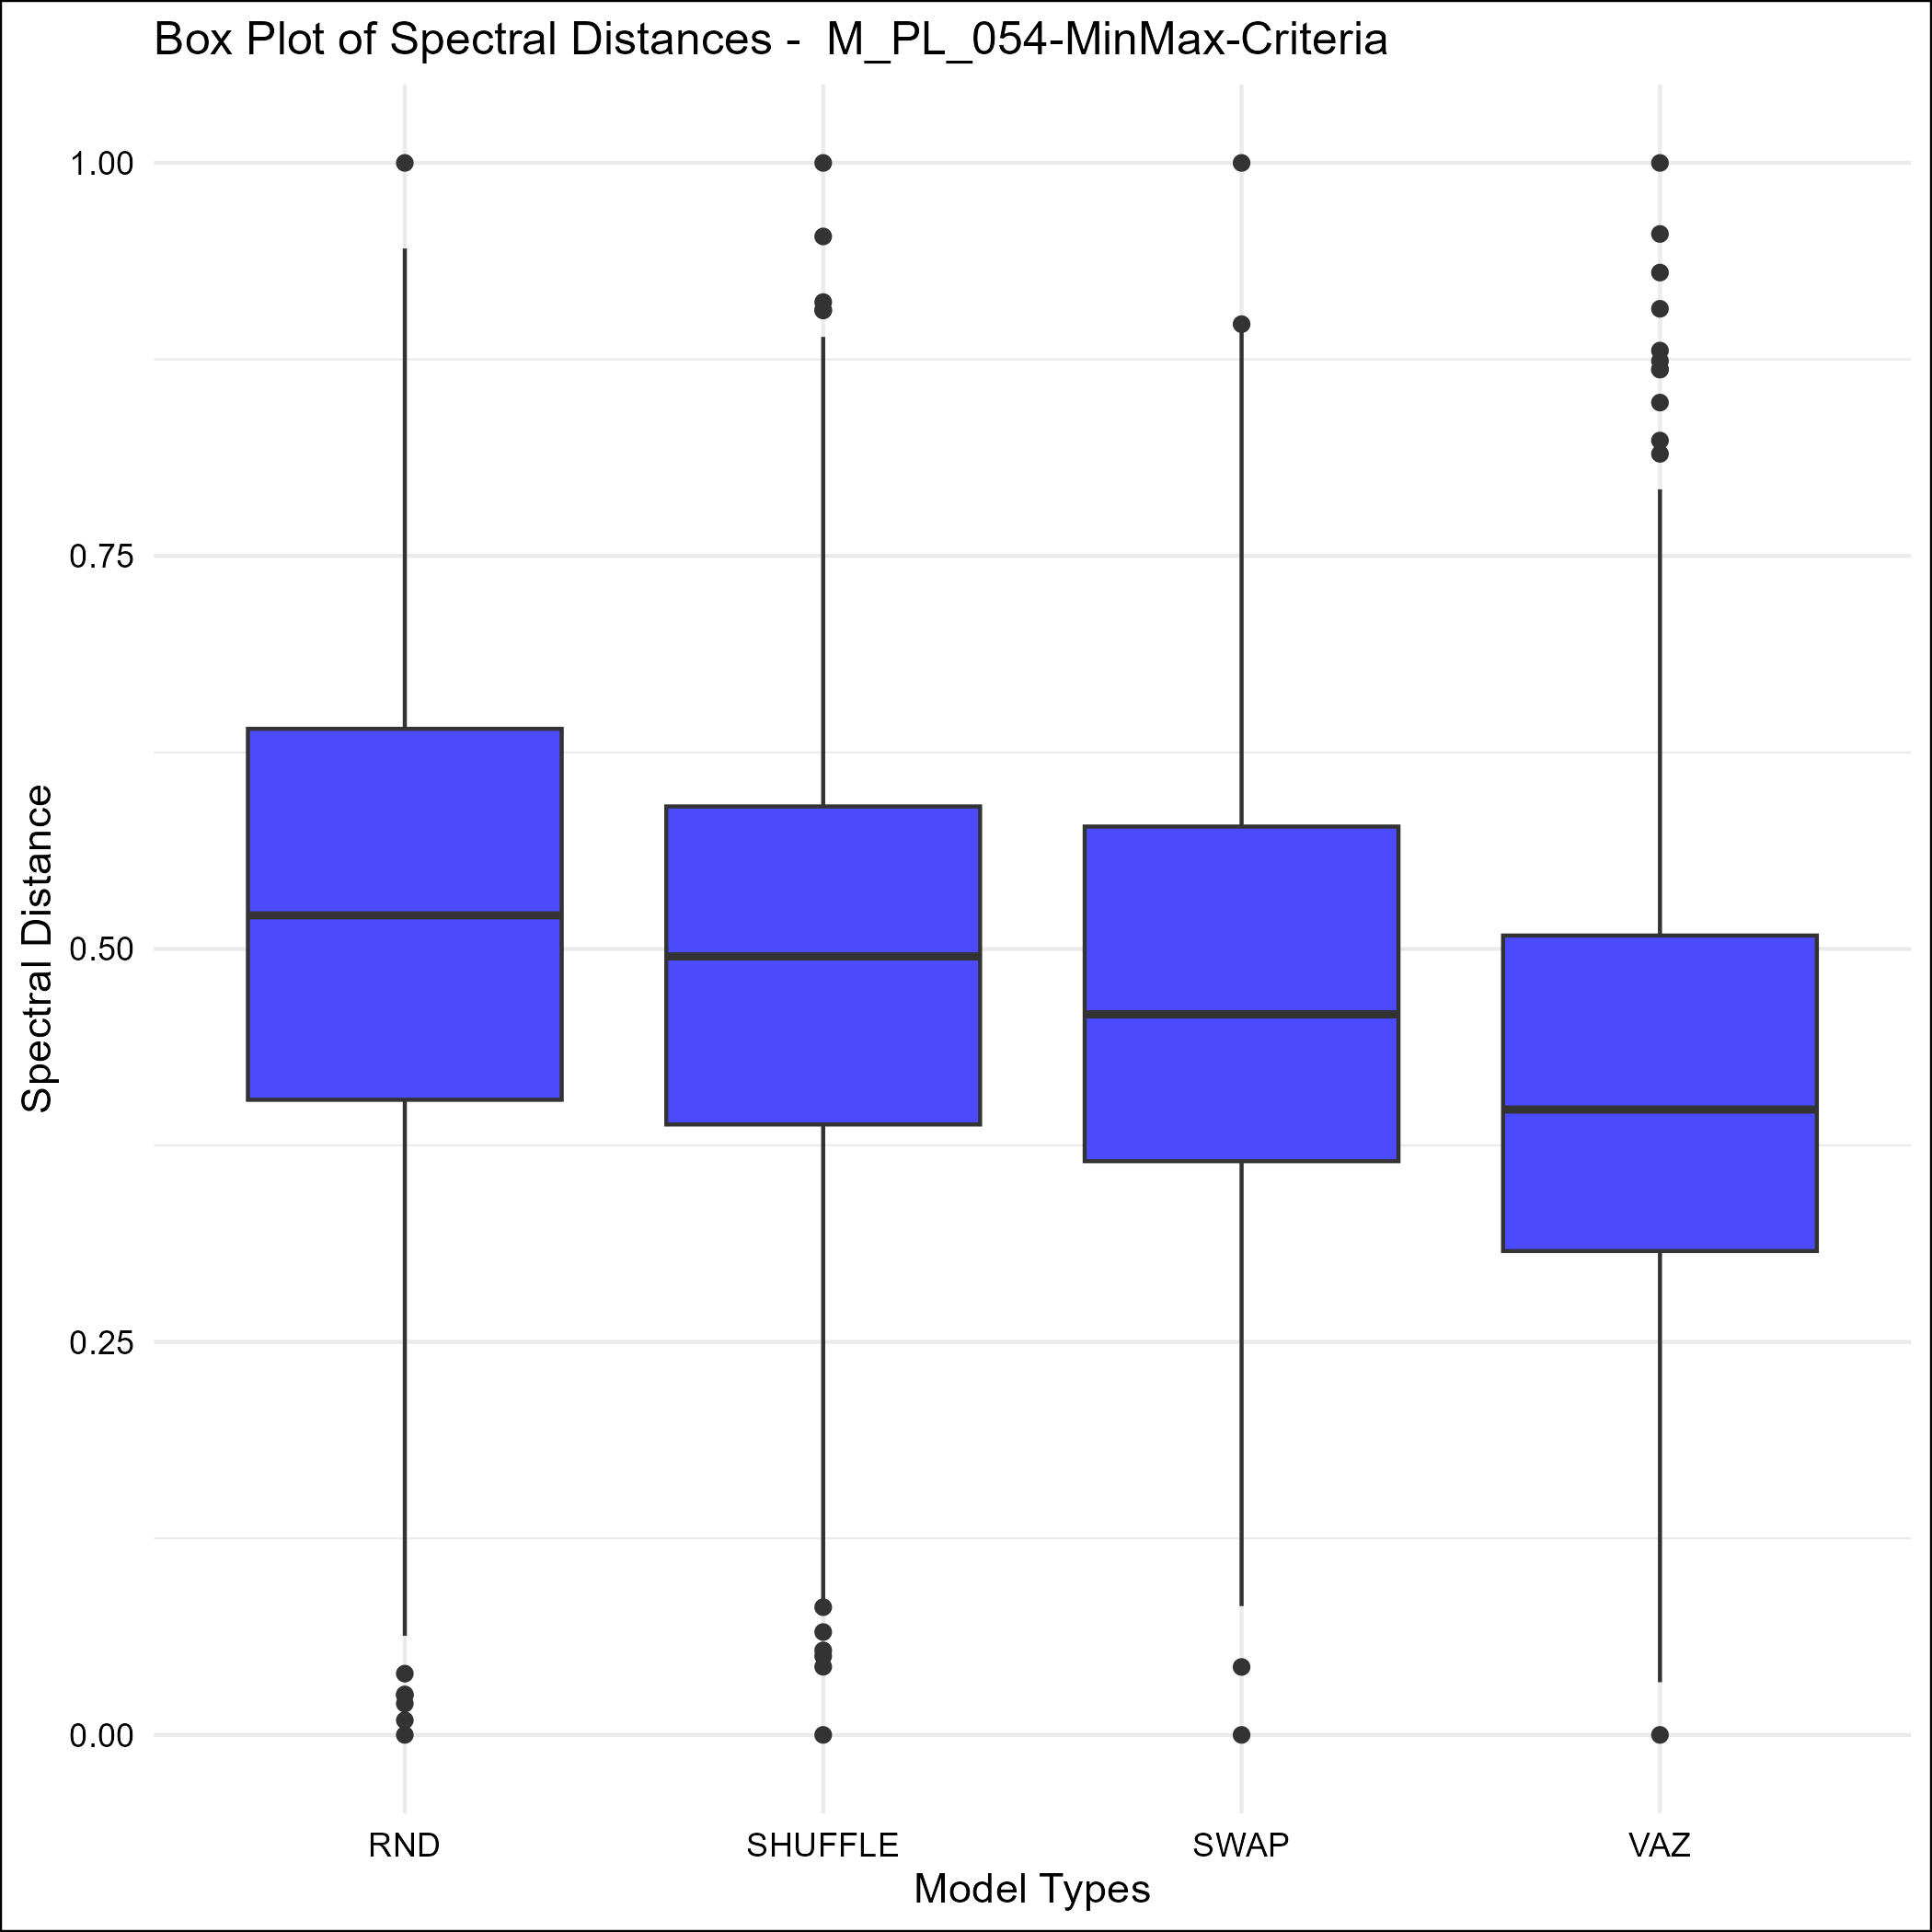 Box Plot of Spectral Distances -  M_PL_054-MinMax-Criteria
1.00
0.75
0.50
0.25
0.00
Spectral Distance
RND SHUFFLE SWAP VAZ
Model Types